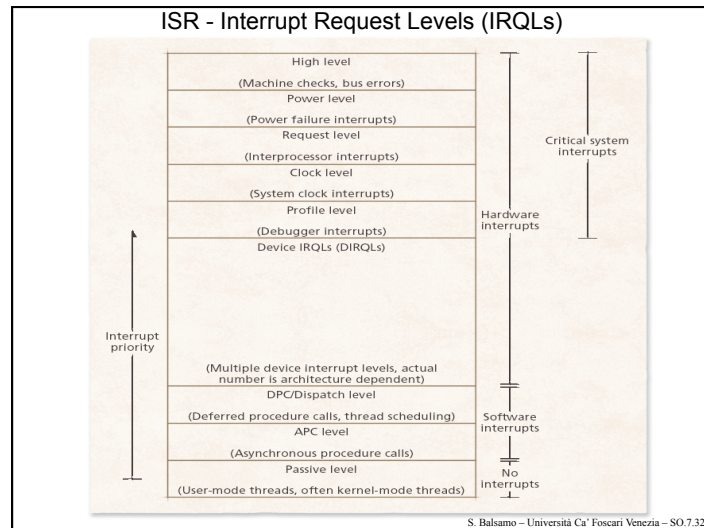 ISR - Interrupt Request Levels (IRQLs)
High level
(Machine checks, bus errors)
Power level
(Power failure interrupts)
Request level
(Interprocessor interrupts)
Clock level
(System clock interrupts)
Profile level
(Debugger interrupts)
Device IRQLs (DIRQLs)
(Multiple device interrupt levels, actual
number is architecture dependent)
DPC/Dispatch level
(Deferred procedure calls, thread scheduling)
APC level
(Asynchronous procedure calls)
Passive level
(User-mode threads, often kernel-mode threads)
Interrupt
priority
Hardware
interrupts
Software
interrupts
No
interrupts
Critical system
interrupts
S. Balsamo – Università Ca' Foscari Venezia – SO.7.32